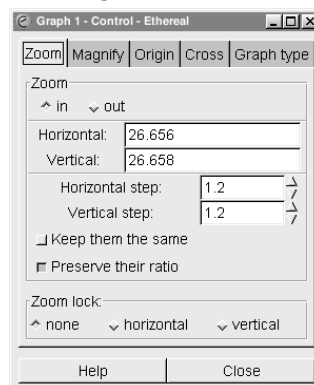 Graph 1 - Control - Ethereal
Zoom Magnify Origin Cross Graph type
Zoom
in out
Horizontal: 26.656
Vertical: 26.658
Horizontal step: 1.2
Vertical step: 1.2
Keep them the same
Preserve their ratio
Zoom lock:
none horizontal vertical
Help Close